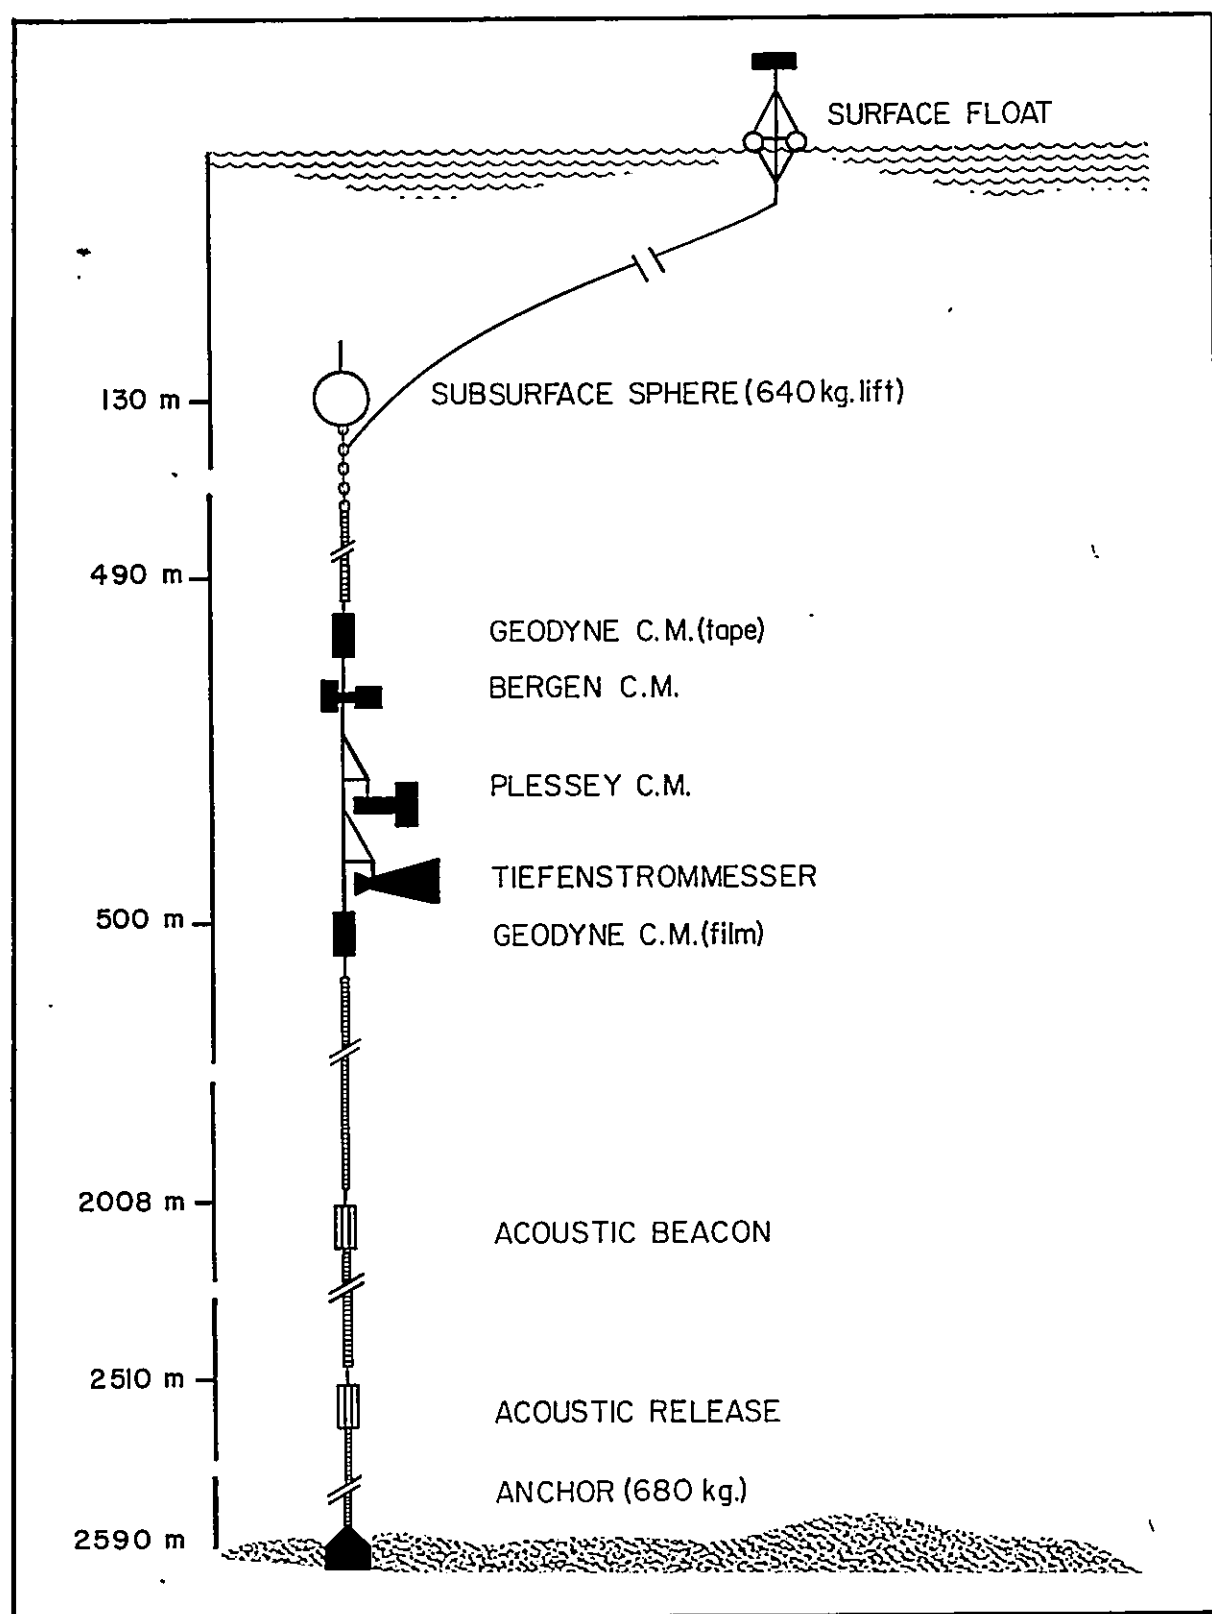 SURFACE FLOAT
130 m
SUBSURFACE SPHERE (640 kg. lift)
490 m
GEODYNE C.M. (tape)
BERGEN C.M.
PLESSEY C.M.
TIEFENSTROMMESSER
500 m
GEODYNE C.M. (film)
2008 m
ACOUSTIC BEACON
2510 m
ACOUSTIC RELEASE
ANCHOR (680 kg.)
2590 m